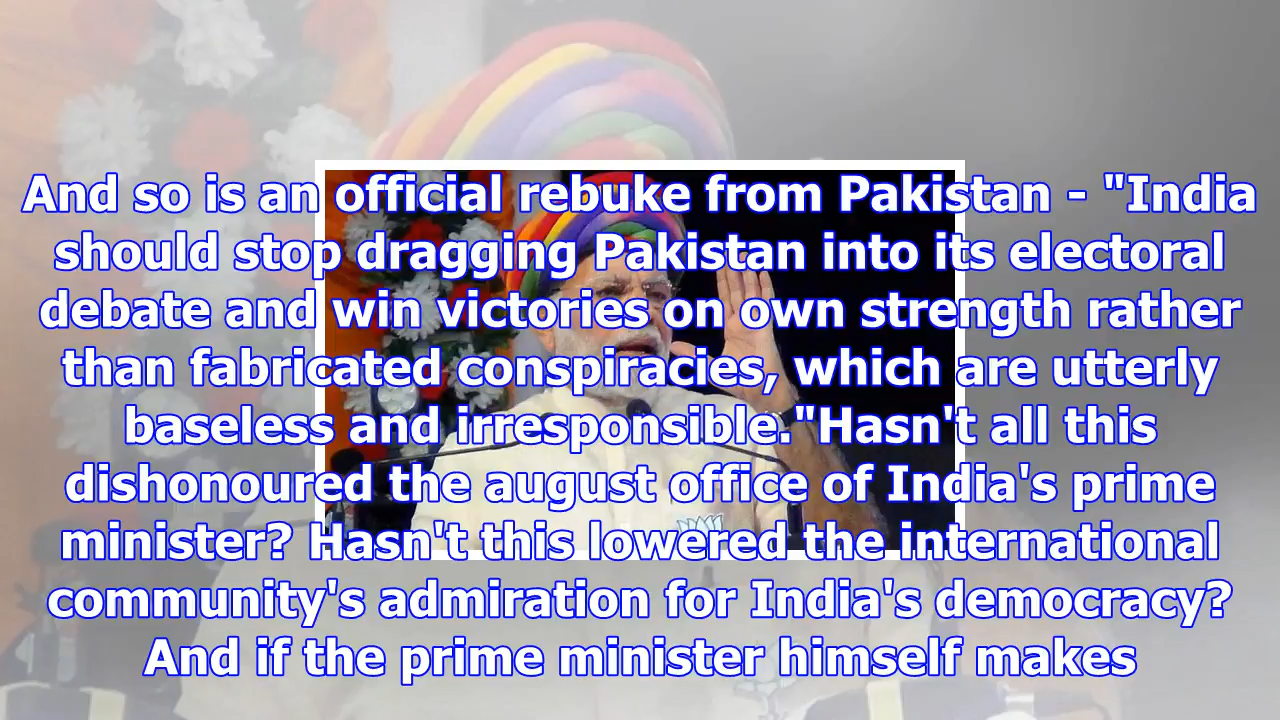 And so is an official rebuke from Pakistan - "India
should stop dragging Pakistan into its electoral
debate and win victories on own strength rather
than fabricated conspiracies, which are utterly
baseless and irresponsible."Hasn't all this
dishonoured the august office of India's prime
minister? Hasn't this lowered the international
community's admiration for India's democracy?
And if the prime minister himself makes